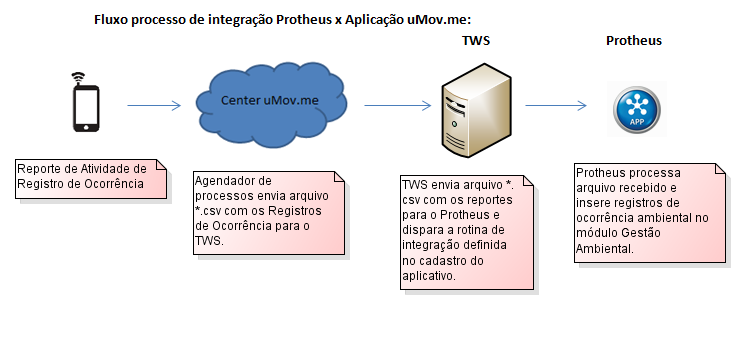 Fluxo processo de integração Protheus x Aplicação uMov.me:
TWS
Protheus
Center uMov.me
APP
Reporte de Atividade de
Registro de Ocorrência
Agendador de
processos envia arquivo
*.csv com os Registros
de Ocorrência para o
TWS.
TWS envia arquivo *.
csv com os reportes
para o Protheus e
dispara a rotina de
integração definida
no cadastro do
aplicativo.
Protheus processa
arquivo recebido e
insere registros de
ocorrência ambiental no
módulo Gestão
Ambiental.